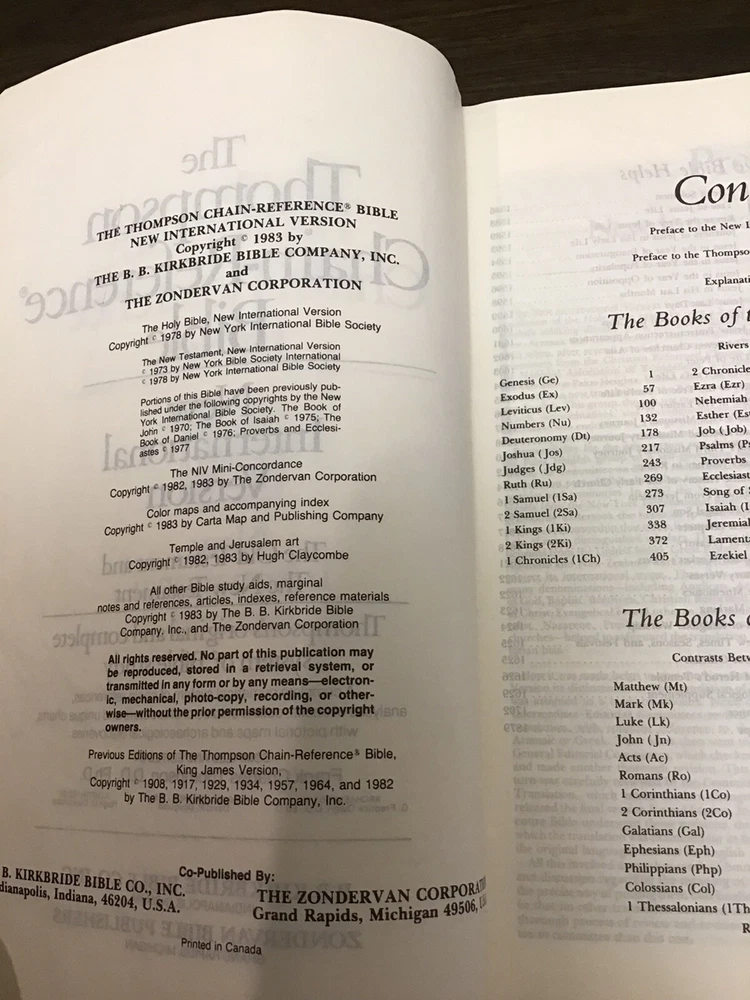 THE THOMPSON CHAIN-REFERENCE® BIBLE
NEW INTERNATIONAL VERSION
Copyright © 1983 by
THE B. B. KIRKBRIDE BIBLE COMPANY, INC.
and
THE ZONDERVAN CORPORATION
The Holy Bible, New International Version
Copyright © 1978 by New York International Bible Society
The New Testament, New International Version
© 1973 by New York Bible Society International
© 1978 by New York International Bible Society
Portions of this Bible have been previously pub-
lished under the following copyrights by the New
York International Bible Society. The Book of
John © 1970; The Book of Isaiah © 1975; The
Book of Daniel © 1976; Proverbs and Ecclesi-
astes © 1977
The NIV Mini-Concordance
Copyright © 1982, 1983 by The Zondervan Corporation
Color maps and accompanying index
Copyright © 1983 by Carta Map and Publishing Company
Temple and Jerusalem art
Copyright © 1982, 1983 by Hugh Claycombe
All other Bible study aids, marginal
notes and references, articles, indexes, reference materials
Copyright © 1983 by The B. B. Kirkbride Bible
Company, Inc., and The Zondervan Corporation
All rights reserved. No part of this publication may
be reproduced, stored in a retrieval system, or
transmitted in any form or by any means—electron-
ic, mechanical, photo-copy, recording, or other-
wise—without the prior permission of the copyright
owners.
Previous Editions of The Thompson Chain-Reference® Bible,
King James Version,
Copyright © 1908, 1917, 1929, 1934, 1957, 1964, and 1982
by The B. B. Kirkbride Bible Company, Inc.
Co-Published By:
B. KIRKBRIDE BIBLE CO., INC.
dianapolis, Indiana, 46204, U.S.A.
THE ZONDERVAN CORPORA
Grand Rapids, Michigan 49506,
Printed in Canada
Con
Preface to the New I
Preface to the Thompso
Explanati
The Books of t
Rivers
Genesis (Ge) 1 2 Chronicle
Exodus (Ex) 57 Ezra (Ezr)
Leviticus (Lev) 100 Nehemiah
Numbers (Nu) 132 Esther (Est
Deuteronomy (Dt) 178 Job (Job)
Joshua (Jos) 217 Psalms (Ps
Judges (Jdg) 243 Proverbs
Ruth (Ru) 269 Ecclesiast
1 Samuel (1Sa) 273 Song of
2 Samuel (2Sa) 307 Isaiah (I
1 Kings (1Ki) 338 Jeremial
2 Kings (2Ki) 372 Lament
1 Chronicles (1Ch) 405 Ezekiel
The Books o
Contrasts Betw
Matthew (Mt)
Mark (Mk)
Luke (Lk)
John (Jn)
Acts (Ac)
Romans (Ro)
1 Corinthians (1Co)
2 Corinthians (2Co)
Galatians (Gal)
Ephesians (Eph)
Philippians (Php)
Colossians (Col)
1 Thessalonians (1Th
R